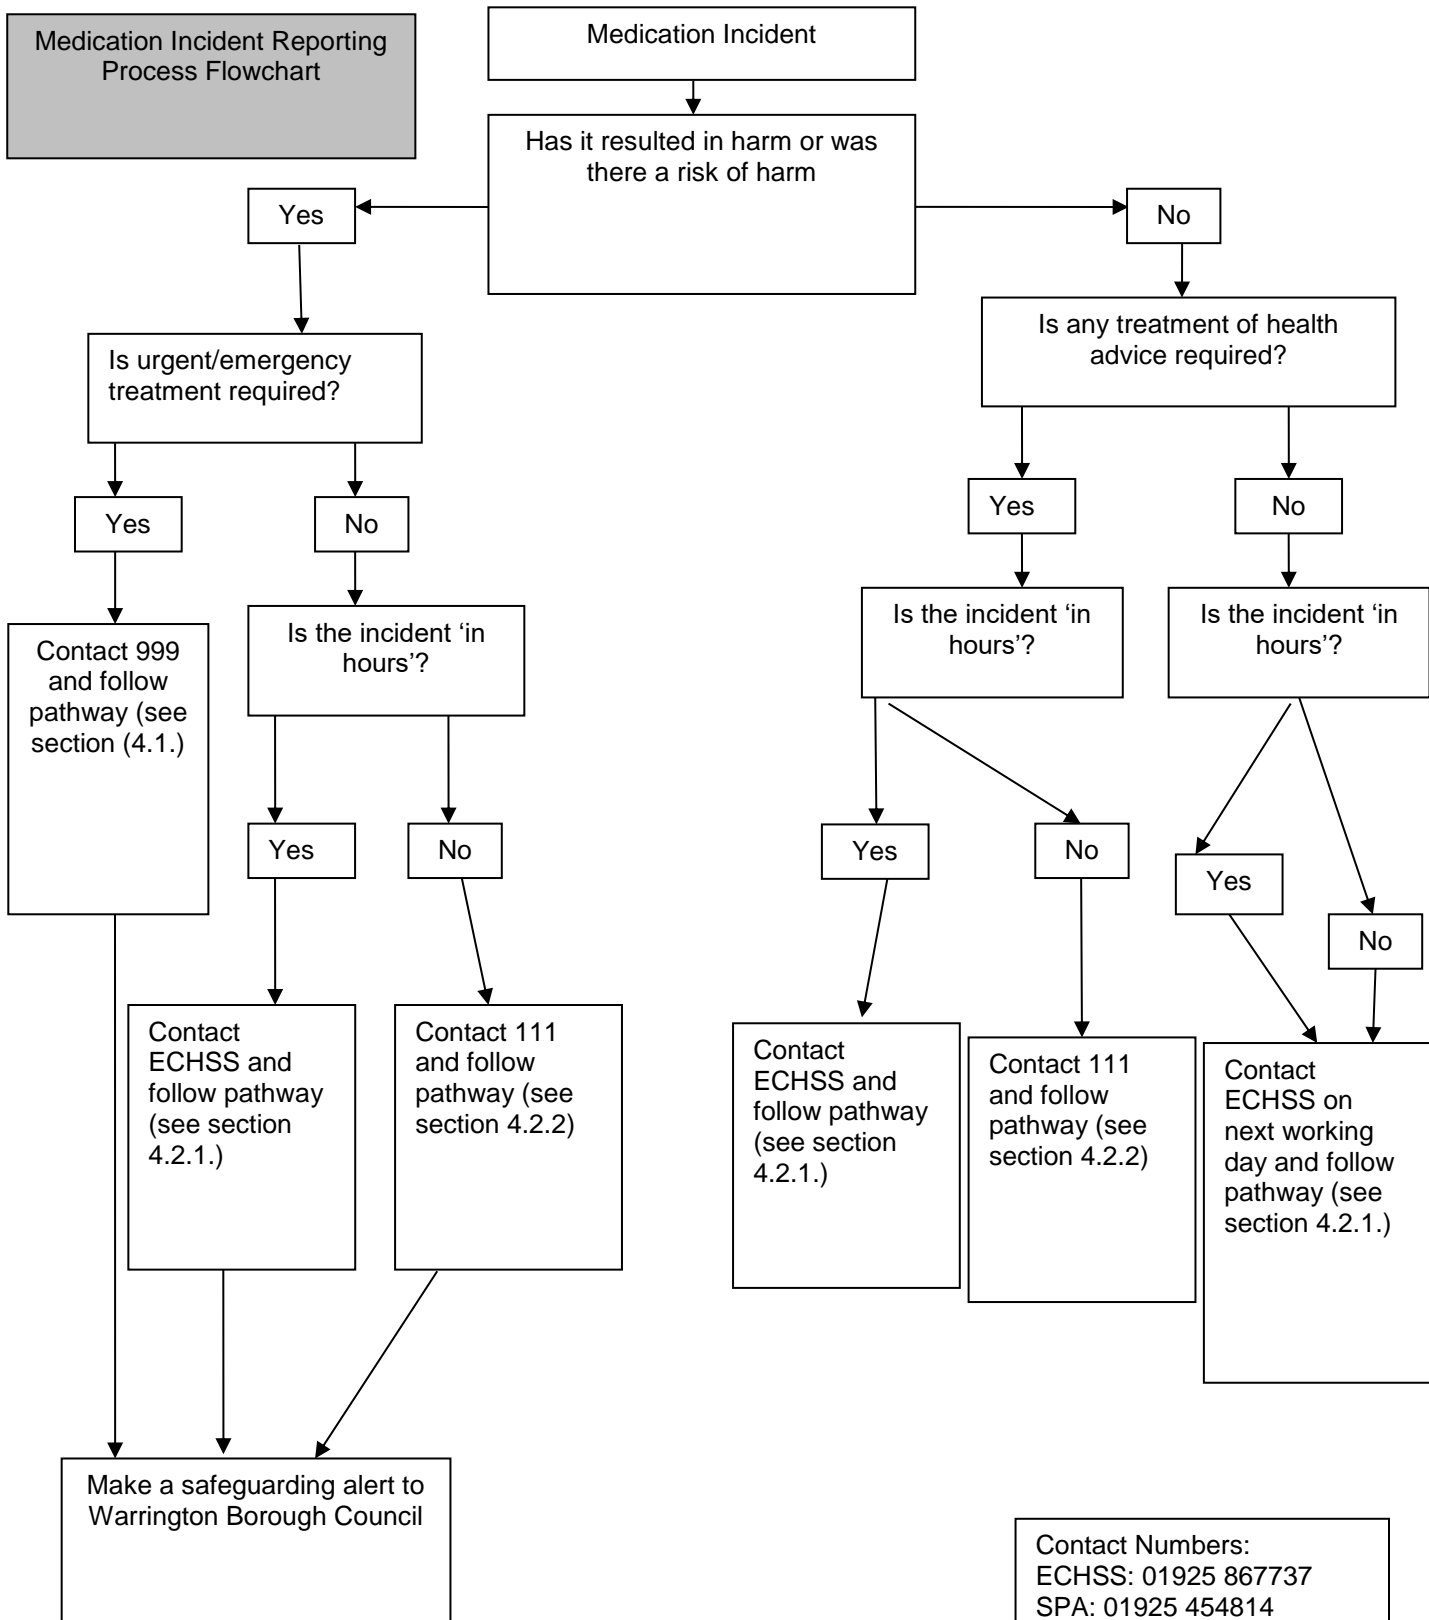 Medication Incident Reporting
Process Flowchart
Medication Incident
Has it resulted in harm or was
there a risk of harm
Yes
No
Is urgent/emergency
treatment required?
Is any treatment of health
advice required?
Yes
No
Yes
No
Contact 999
and follow
pathway (see
section (4.1.)
Is the incident ‘in
hours’?
Is the incident ‘in
hours’?
Is the incident ‘in
hours’?
Yes
No
Yes
No
Yes
No
Contact
ECHSS and
follow pathway
(see section
4.2.1.)
Contact 111
and follow
pathway (see
section 4.2.2)
Contact
ECHSS and
follow pathway
(see section
4.2.1.)
Contact 111
and follow
pathway (see
section 4.2.2)
Contact
ECHSS on
next working
day and follow
pathway (see
section 4.2.1.)
Make a safeguarding alert to
Warrington Borough Council
Contact Numbers:
ECHSS: 01925 867737
SPA: 01925 454814